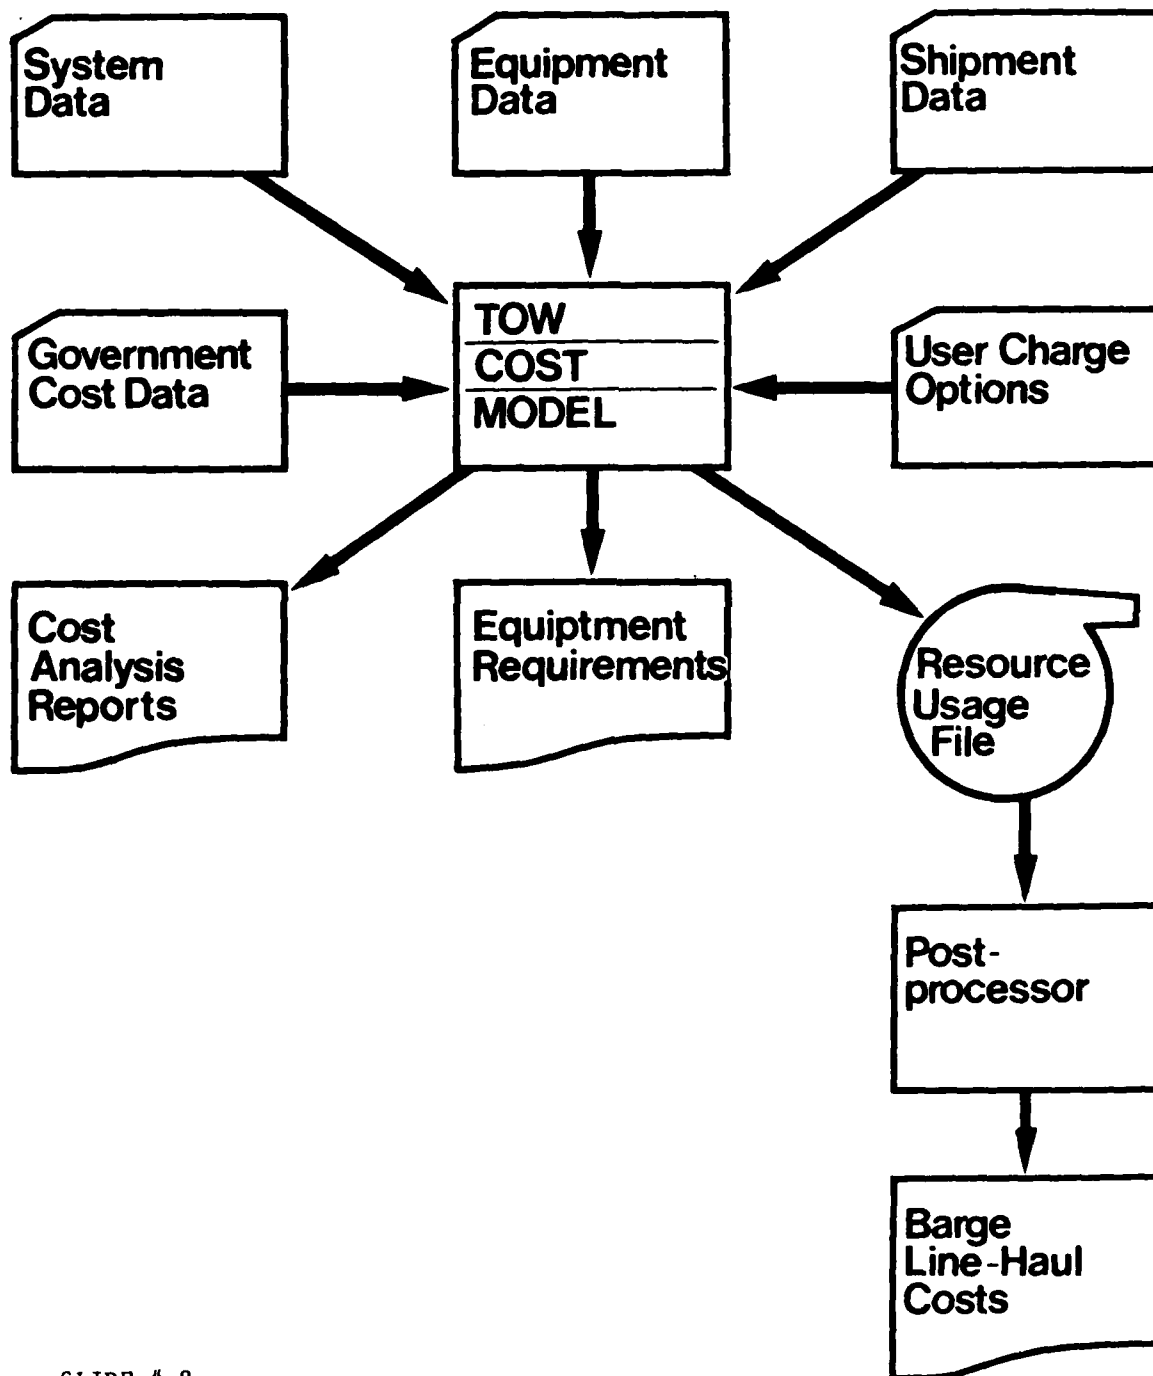 System
Data
Equipment
Data
Shipment
Data
Government
Cost Data
TOW
COST
MODEL
User Charge
Options
Cost
Analysis
Reports
Equiptment
Requirements
Resource
Usage
File
Post-
processor
Barge
Line-Haul
Costs